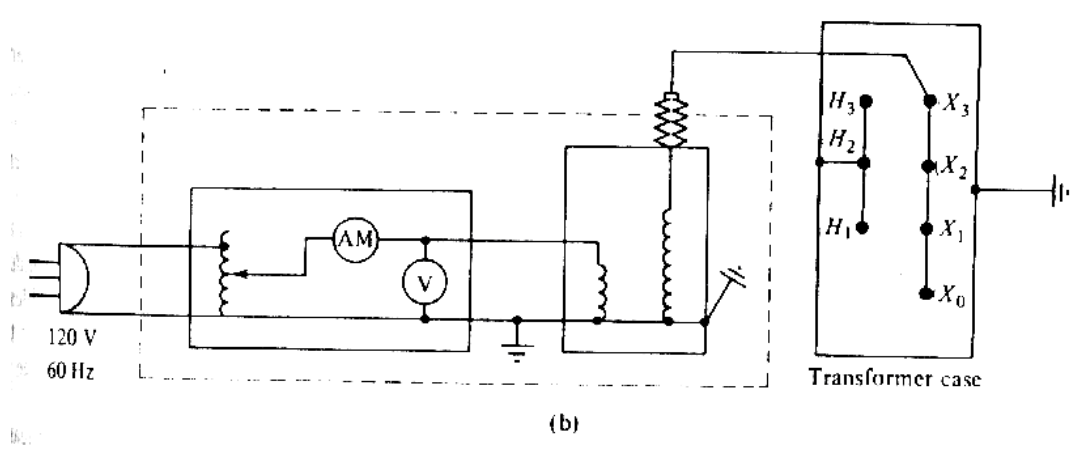 H3
X3
H2
X2
AM
H1
X1
V
X0
120 V
60 Hz
Transformer case
(b)